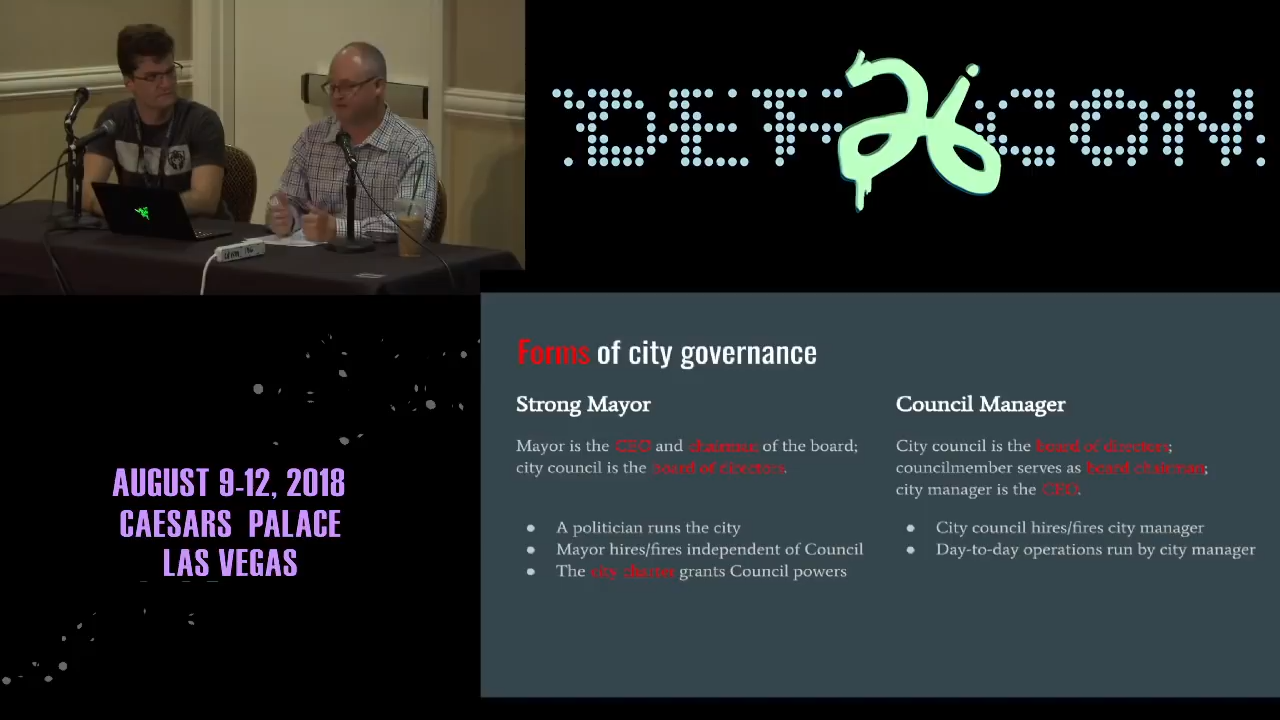 DEF 26 CON
Forms of city governance
Strong Mayor
Mayor is the CEO and chairman of the board;
city council is the board of directors.
● A politician runs the city
● Mayor hires/fires independent of Council
● The city charter grants Council powers
Council Manager
City council is the board of directors;
councilmember serves as board chairman;
city manager is the CEO.
● City council hires/fires city manager
● Day-to-day operations run by city manager
AUGUST 9-12, 2018
CAESARS PALACE
LAS VEGAS